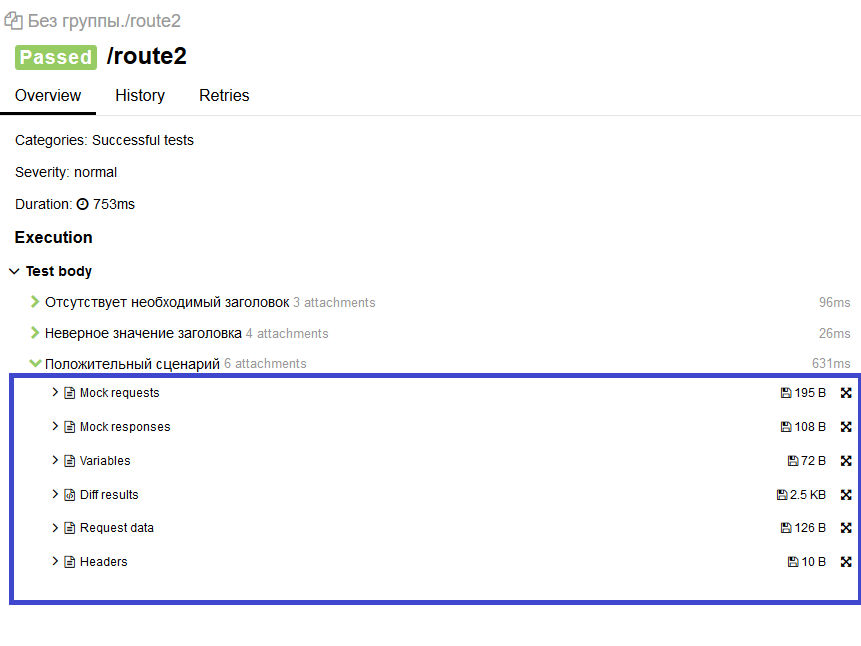 Без группы./route2
Passed /route2
Overview History Retries
Categories: Successful tests
Severity: normal
Duration: 753ms
Execution
Test body
Отсутствует необходимый заголовок 3 attachments 96ms
Неверное значение заголовка 4 attachments 26ms
Положительный сценарий 6 attachments 631ms
Mock requests 195 B
Mock responses 108 B
Variables 72 B
Diff results 2.5 KB
Request data 126 B
Headers 10 B